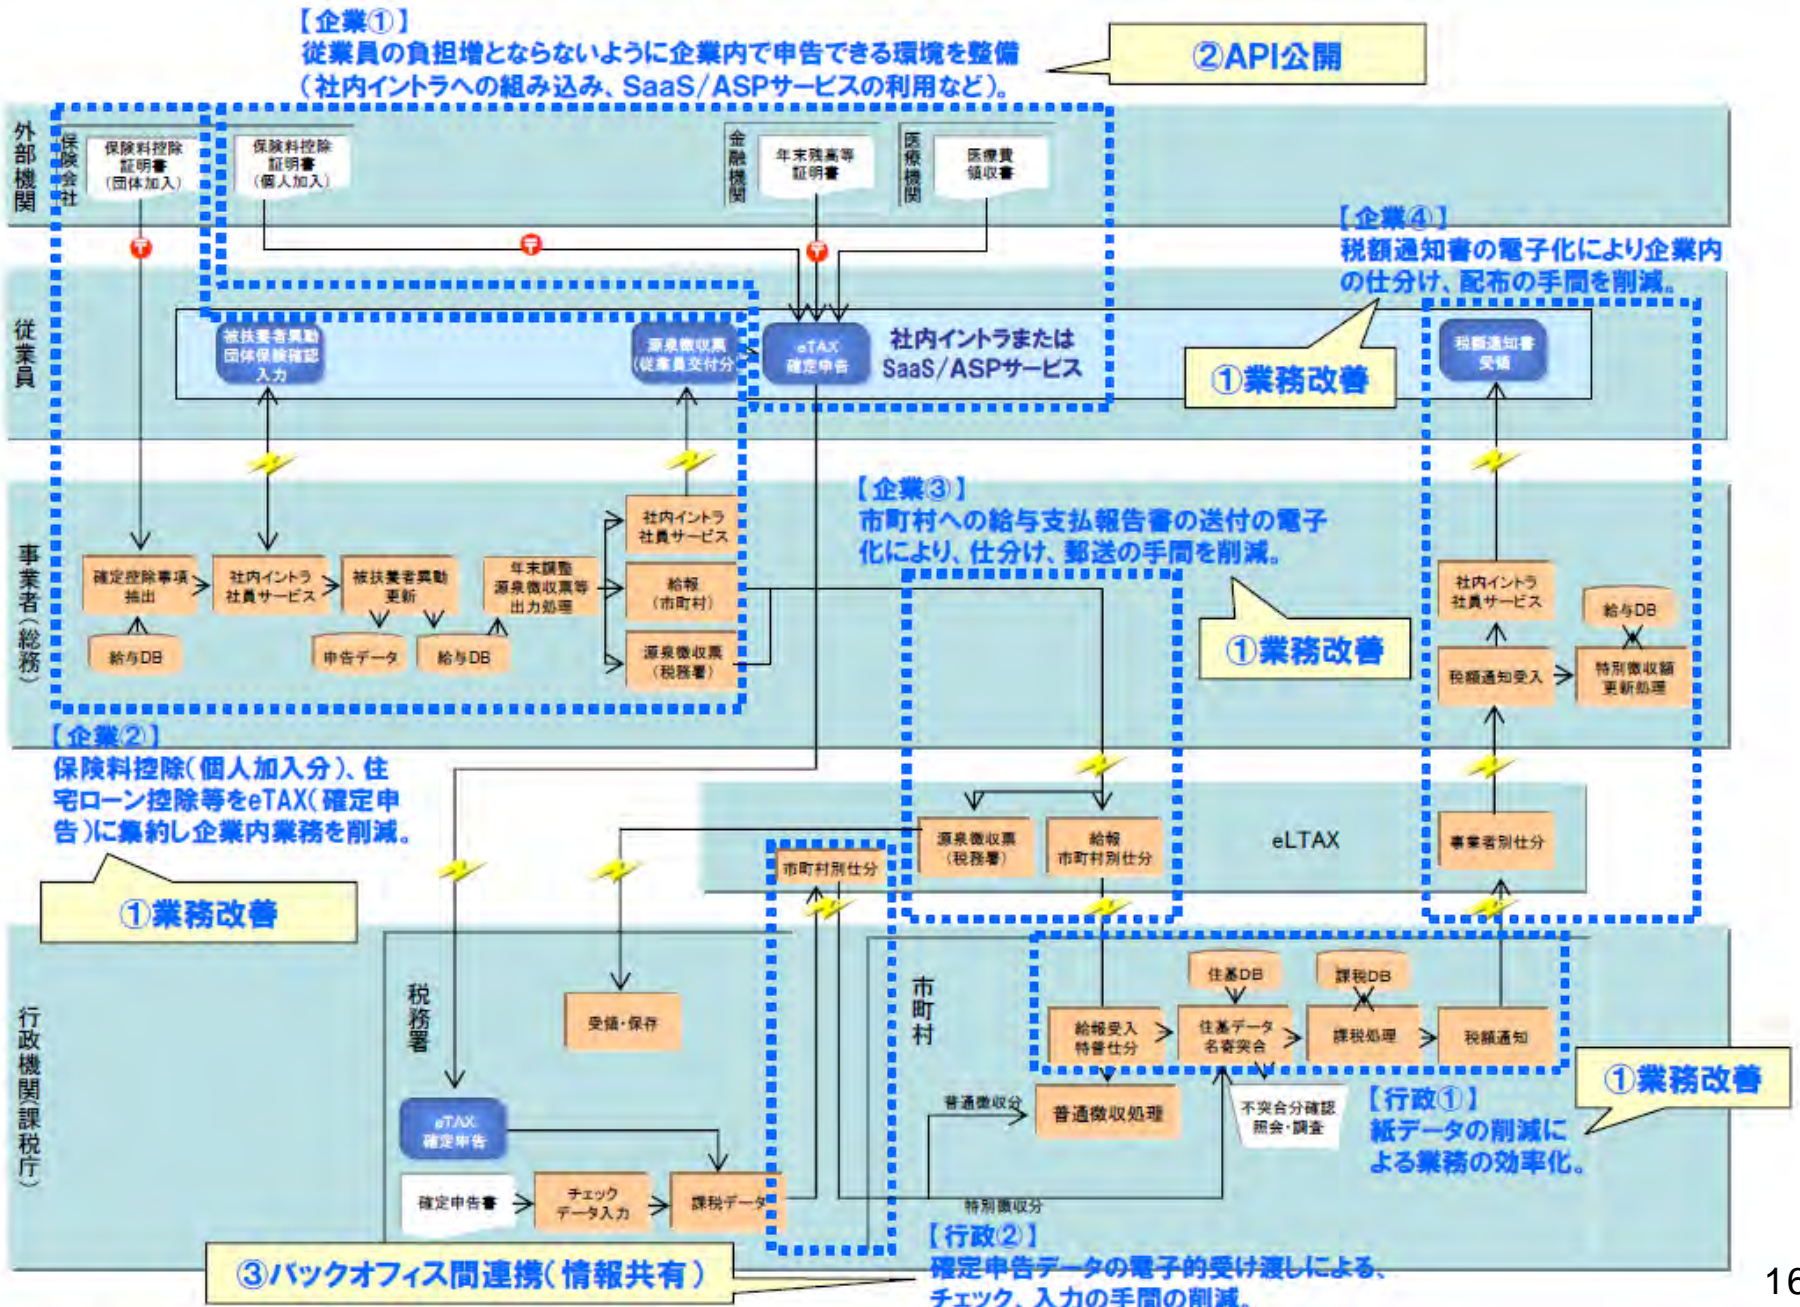 【企業①】
従業員の負担増とならないように企業内で申告できる環境を整備
（社内イントラへの組み込み、SaaS/ASPサービスの利用など）。
②API公開
外部機関
保険会社
保険料控除
証明書
（団体加入）
保険料控除
証明書
（個人加入）
金融機関
年末残高等
証明書
医療機関
医療費
領収書
【企業④】
税額通知書の電子化により企業内
の仕分け、配布の手間を削減。
従業員
被扶養者異動
団体保険確認
入力
源泉徴収票
（従業員交付分）
eTAX
確定申告
社内イントラまたは
SaaS/ASPサービス
①業務改善
税額通知書
受領
【企業③】
市町村への給与支払報告書の送付の電子
化により、仕分け、郵送の手間を削減。
①業務改善
事業者（総務）
確定控除事項
抽出
給与DB
社内イントラ
社員サービス
被扶養者異動
更新
申告データ
給与DB
年末調整
源泉徴収票等
出力処理
社内イントラ
社員サービス
給報
（市町村）
源泉徴収票
（税務署）
社内イントラ
社員サービス
給与DB
税額通知受入
特別徴収額
更新処理
【企業②】
保険料控除（個人加入分）、住
宅ローン控除等をeTAX（確定申
告）に集約し企業内業務を削減。
①業務改善
市町村別仕分
源泉徴収票
（税務署）
給報
市町村別仕分
eLTAX
事業者別仕分
行政機関（課税庁）
税務署
受領・保存
eTAX
確定申告
確定申告書
チェック
データ入力
課税データ
市町村
住基DB
課税DB
給報受入
特普仕分
住基データ
名寄突合
課税処理
税額通知
普通徴収分
普通徴収処理
不突合分確認
照会・調査
特別徴収分
【行政①】
紙データの削減に
よる業務の効率化。
①業務改善
③バックオフィス間連携（情報共有）
【行政②】
確定申告データの電子的受け渡しによる、
チェック、入力の手間の削減。
16